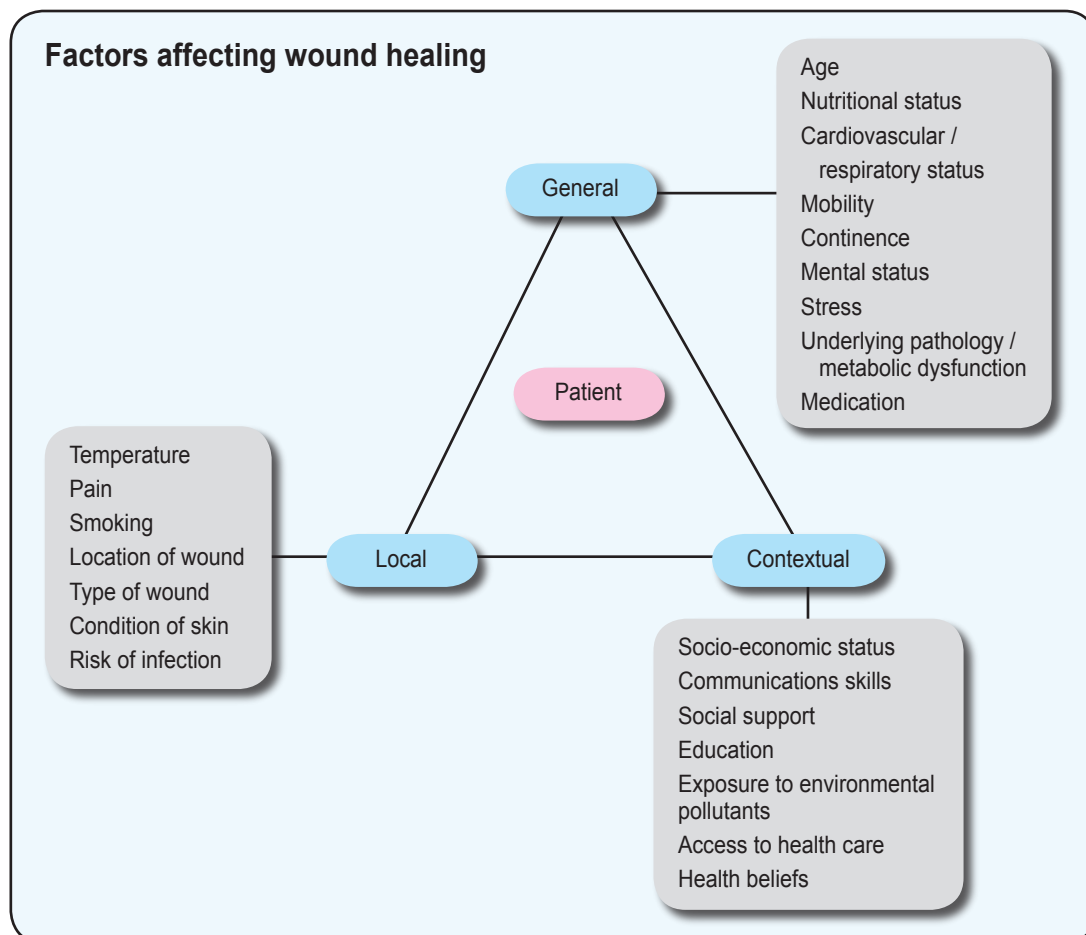 Factors affecting wound healing
General
Age
Nutritional status
Cardiovascular /
respiratory status
Mobility
Continence
Mental status
Stress
Underlying pathology /
metabolic dysfunction
Medication
Patient
Local
Temperature
Pain
Smoking
Location of wound
Type of wound
Condition of skin
Risk of infection
Contextual
Socio-economic status
Communications skills
Social support
Education
Exposure to environmental
pollutants
Access to health care
Health beliefs